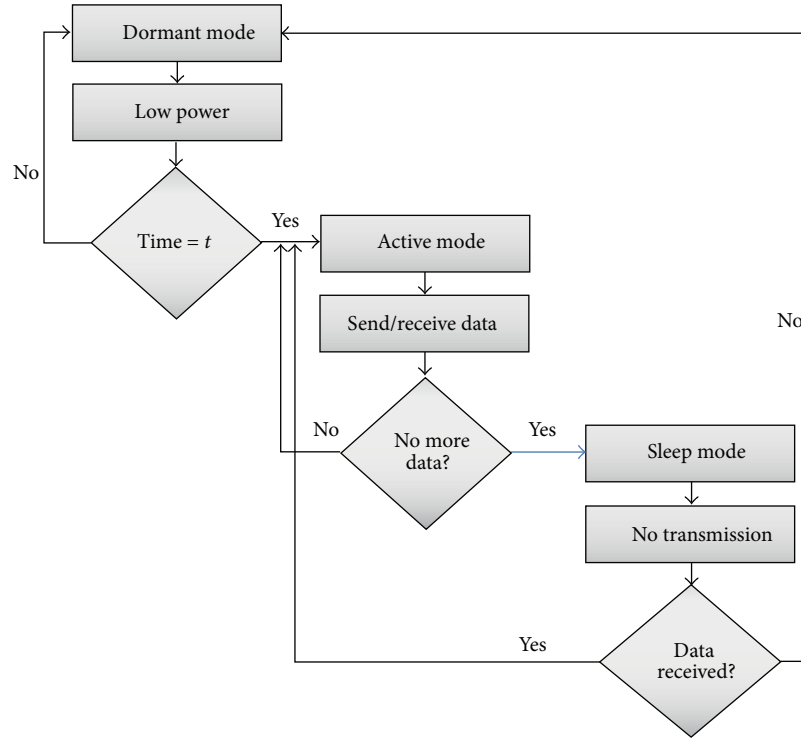 Dormant mode
Low power
No
Time = t
Yes
Active mode
Send/receive data
No
No more
data?
No
Yes
Sleep mode
No transmission
Yes
Data
received?